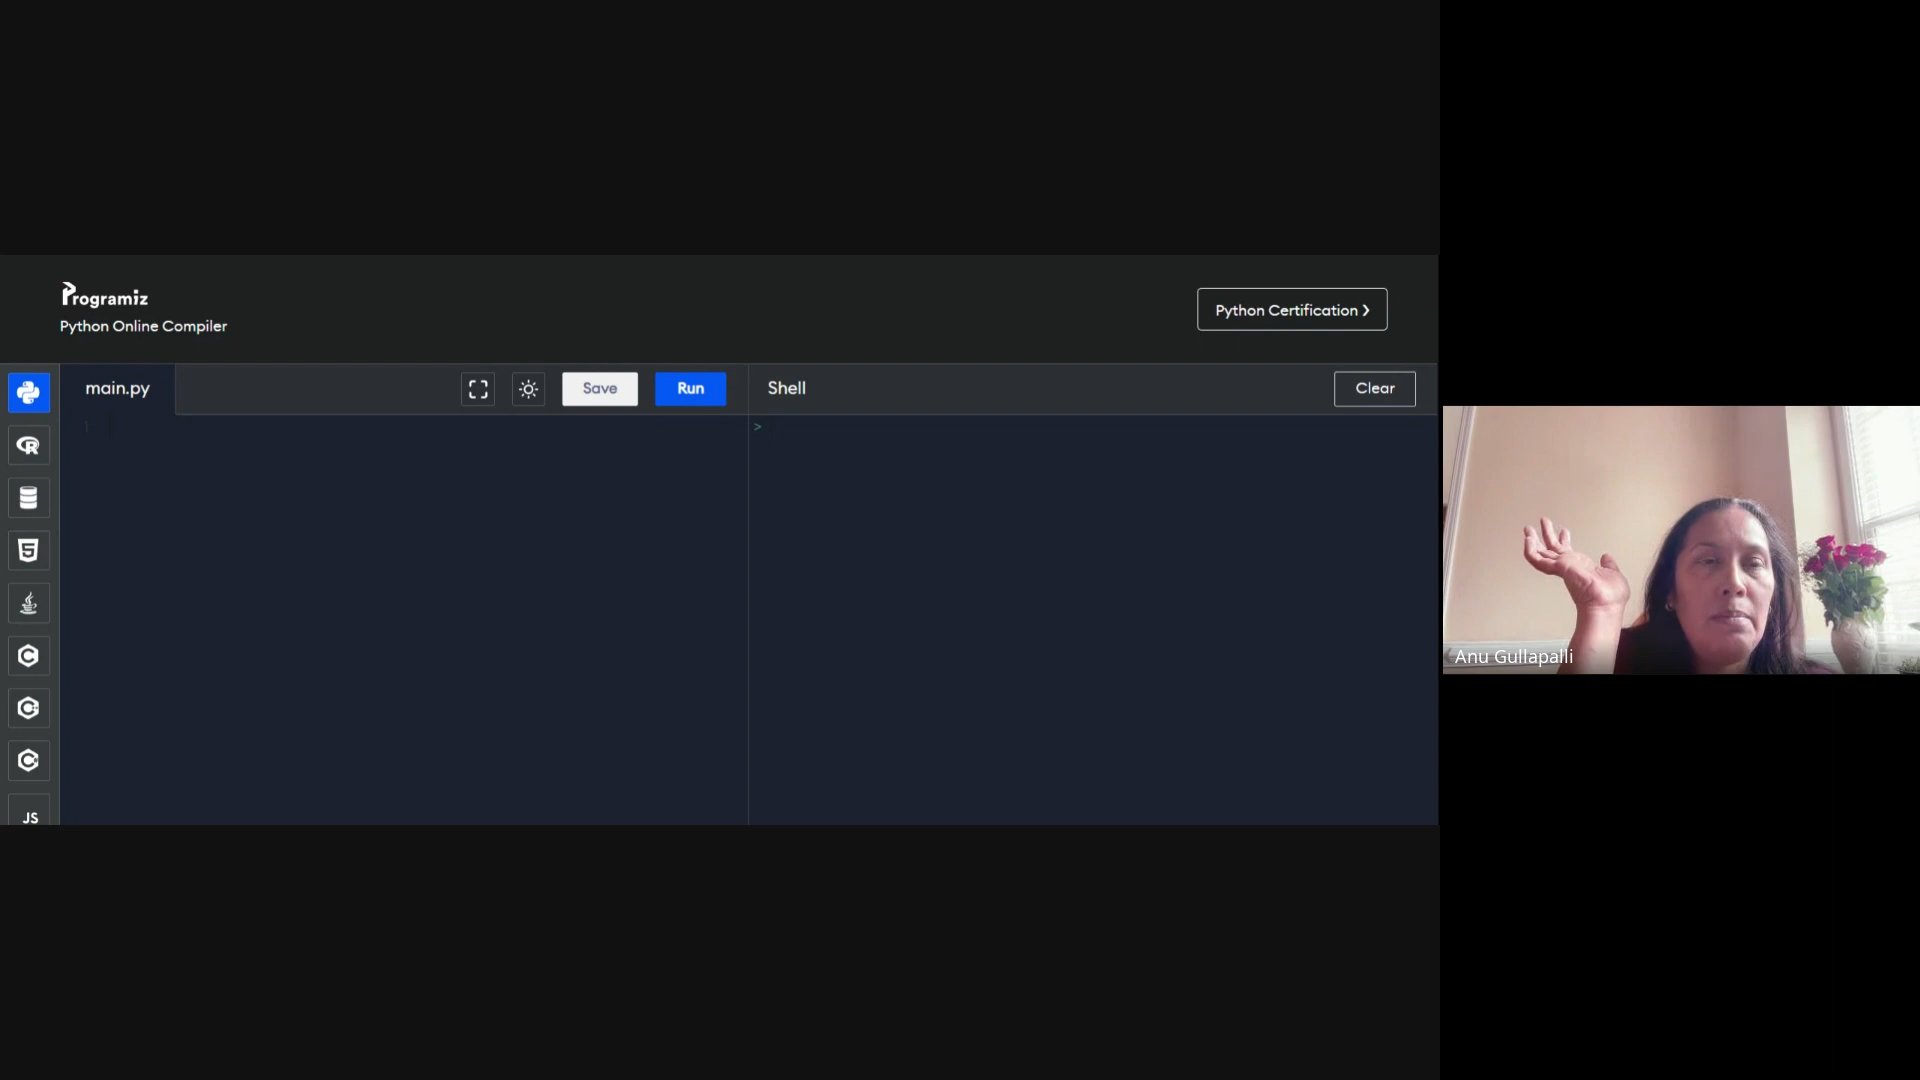 Programiz
Python Online Compiler
Python Certification ❯
main.py
Save
Run
Shell
Clear
1
>
JS
Anu Gullapalli